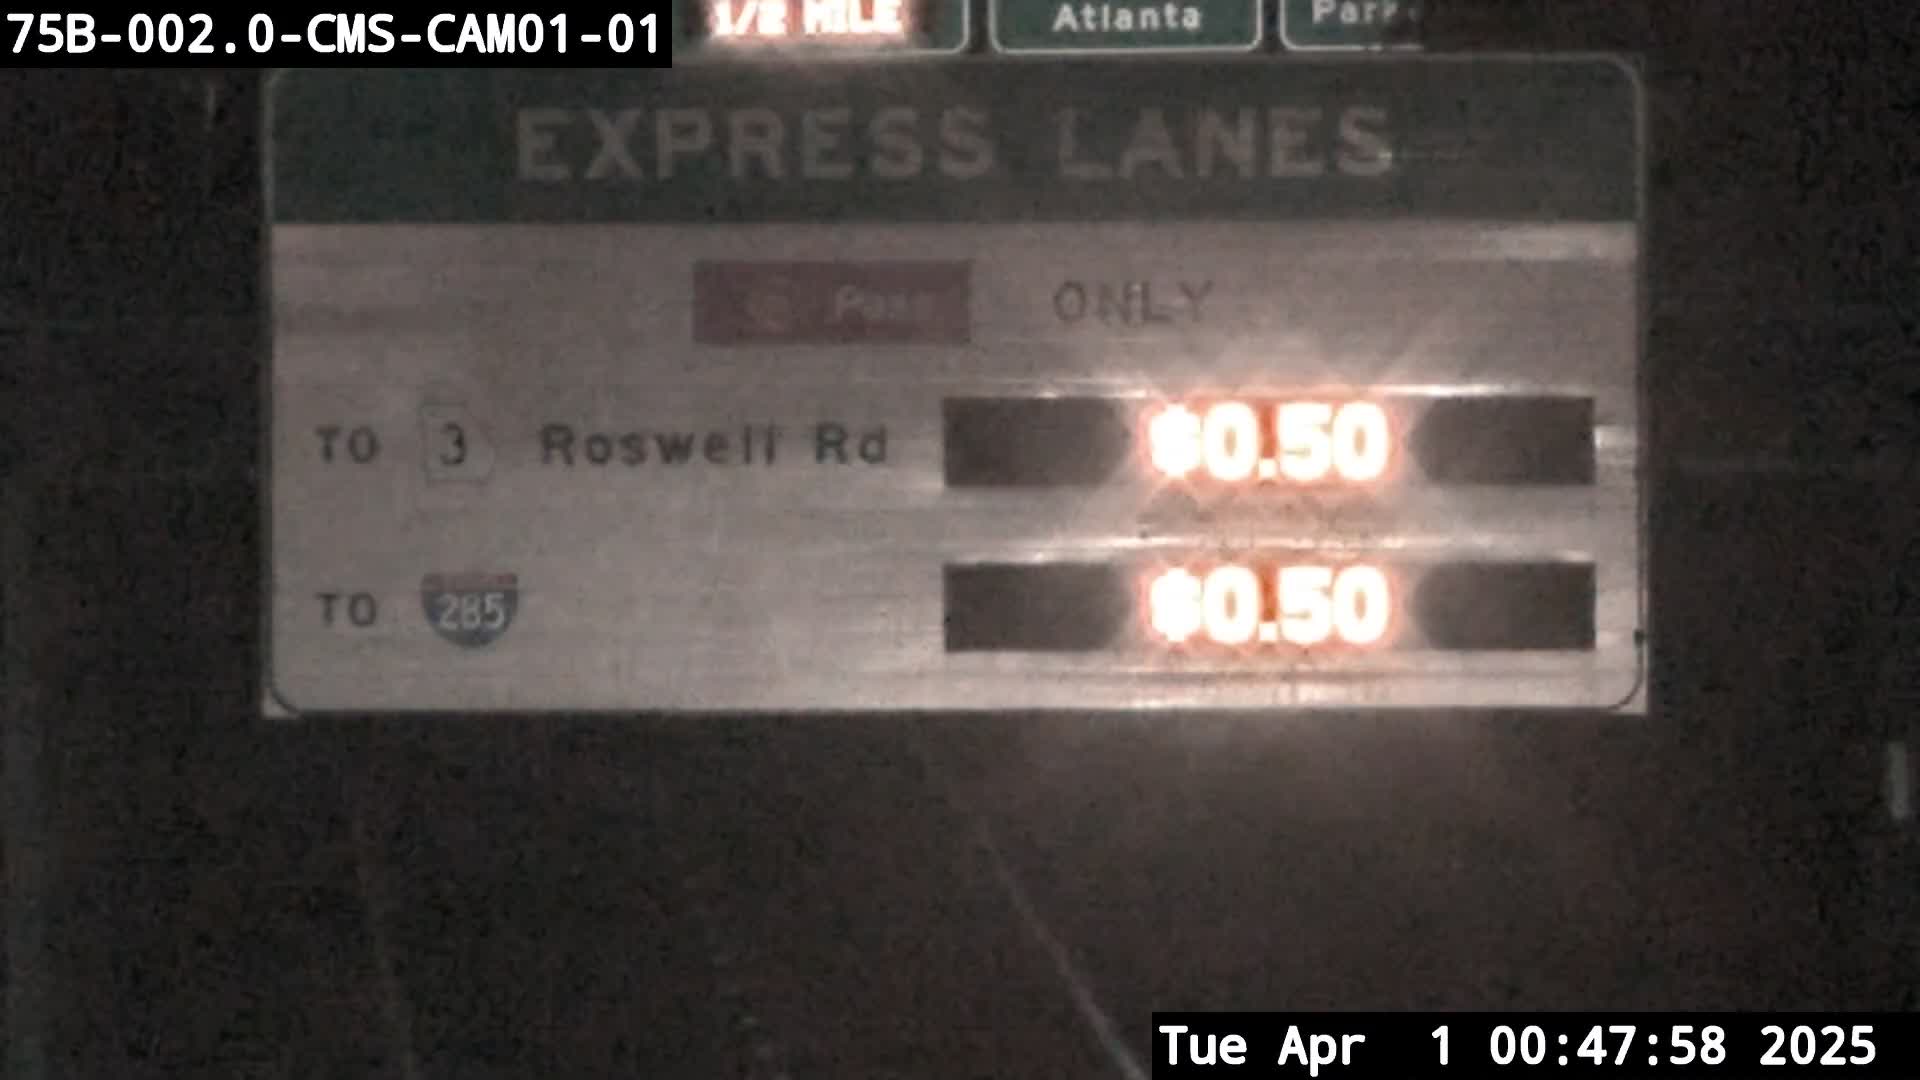 75B-002.0-CMS-CAM01-01
1/2 MILE
Atlanta
EXPRESS LANES
Pass ONLY
TO 3 Roswell Rd $0.50
TO 285 $0.50
Tue Apr 1 00:47:58 2025